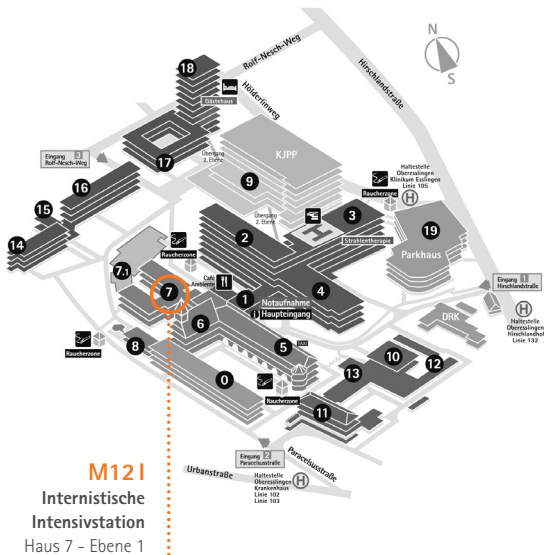 N
S
Rolf-Nesch-Weg
Hirschlandstraße
18
Hölderlinweg
Gästehaus
Eingang 3
Rolf-Nesch-Weg
17
Übergang
2. Ebene
KJPP
9
16
15
14
Haltestelle
Oberesslingen
Klinikum Esslingen
Linie 105
H
Raucherzone
3
H
Strahlentherapie
Übergang
2. Ebene
2
19
Parkhaus
Raucherzone
7.1
7
Café
Ambiente
1
Notaufnahme
i Haupteingang
4
Eingang 1
Hirschlandstraße
DRK
H
Haltestelle
Oberesslingen
Hirschlandhof
Linie 132
6
5
TAXI
8
Raucherzone
0
Raucherzone
13
10
12
11
Eingang 2
Paracelsusstraße
Paracelsusstraße
Urbanstraße
Haltestelle
Oberesslingen
Krankenhaus
Linie 102
Linie 103
H
M12 I
Internistische
Intensivstation
Haus 7 - Ebene 1